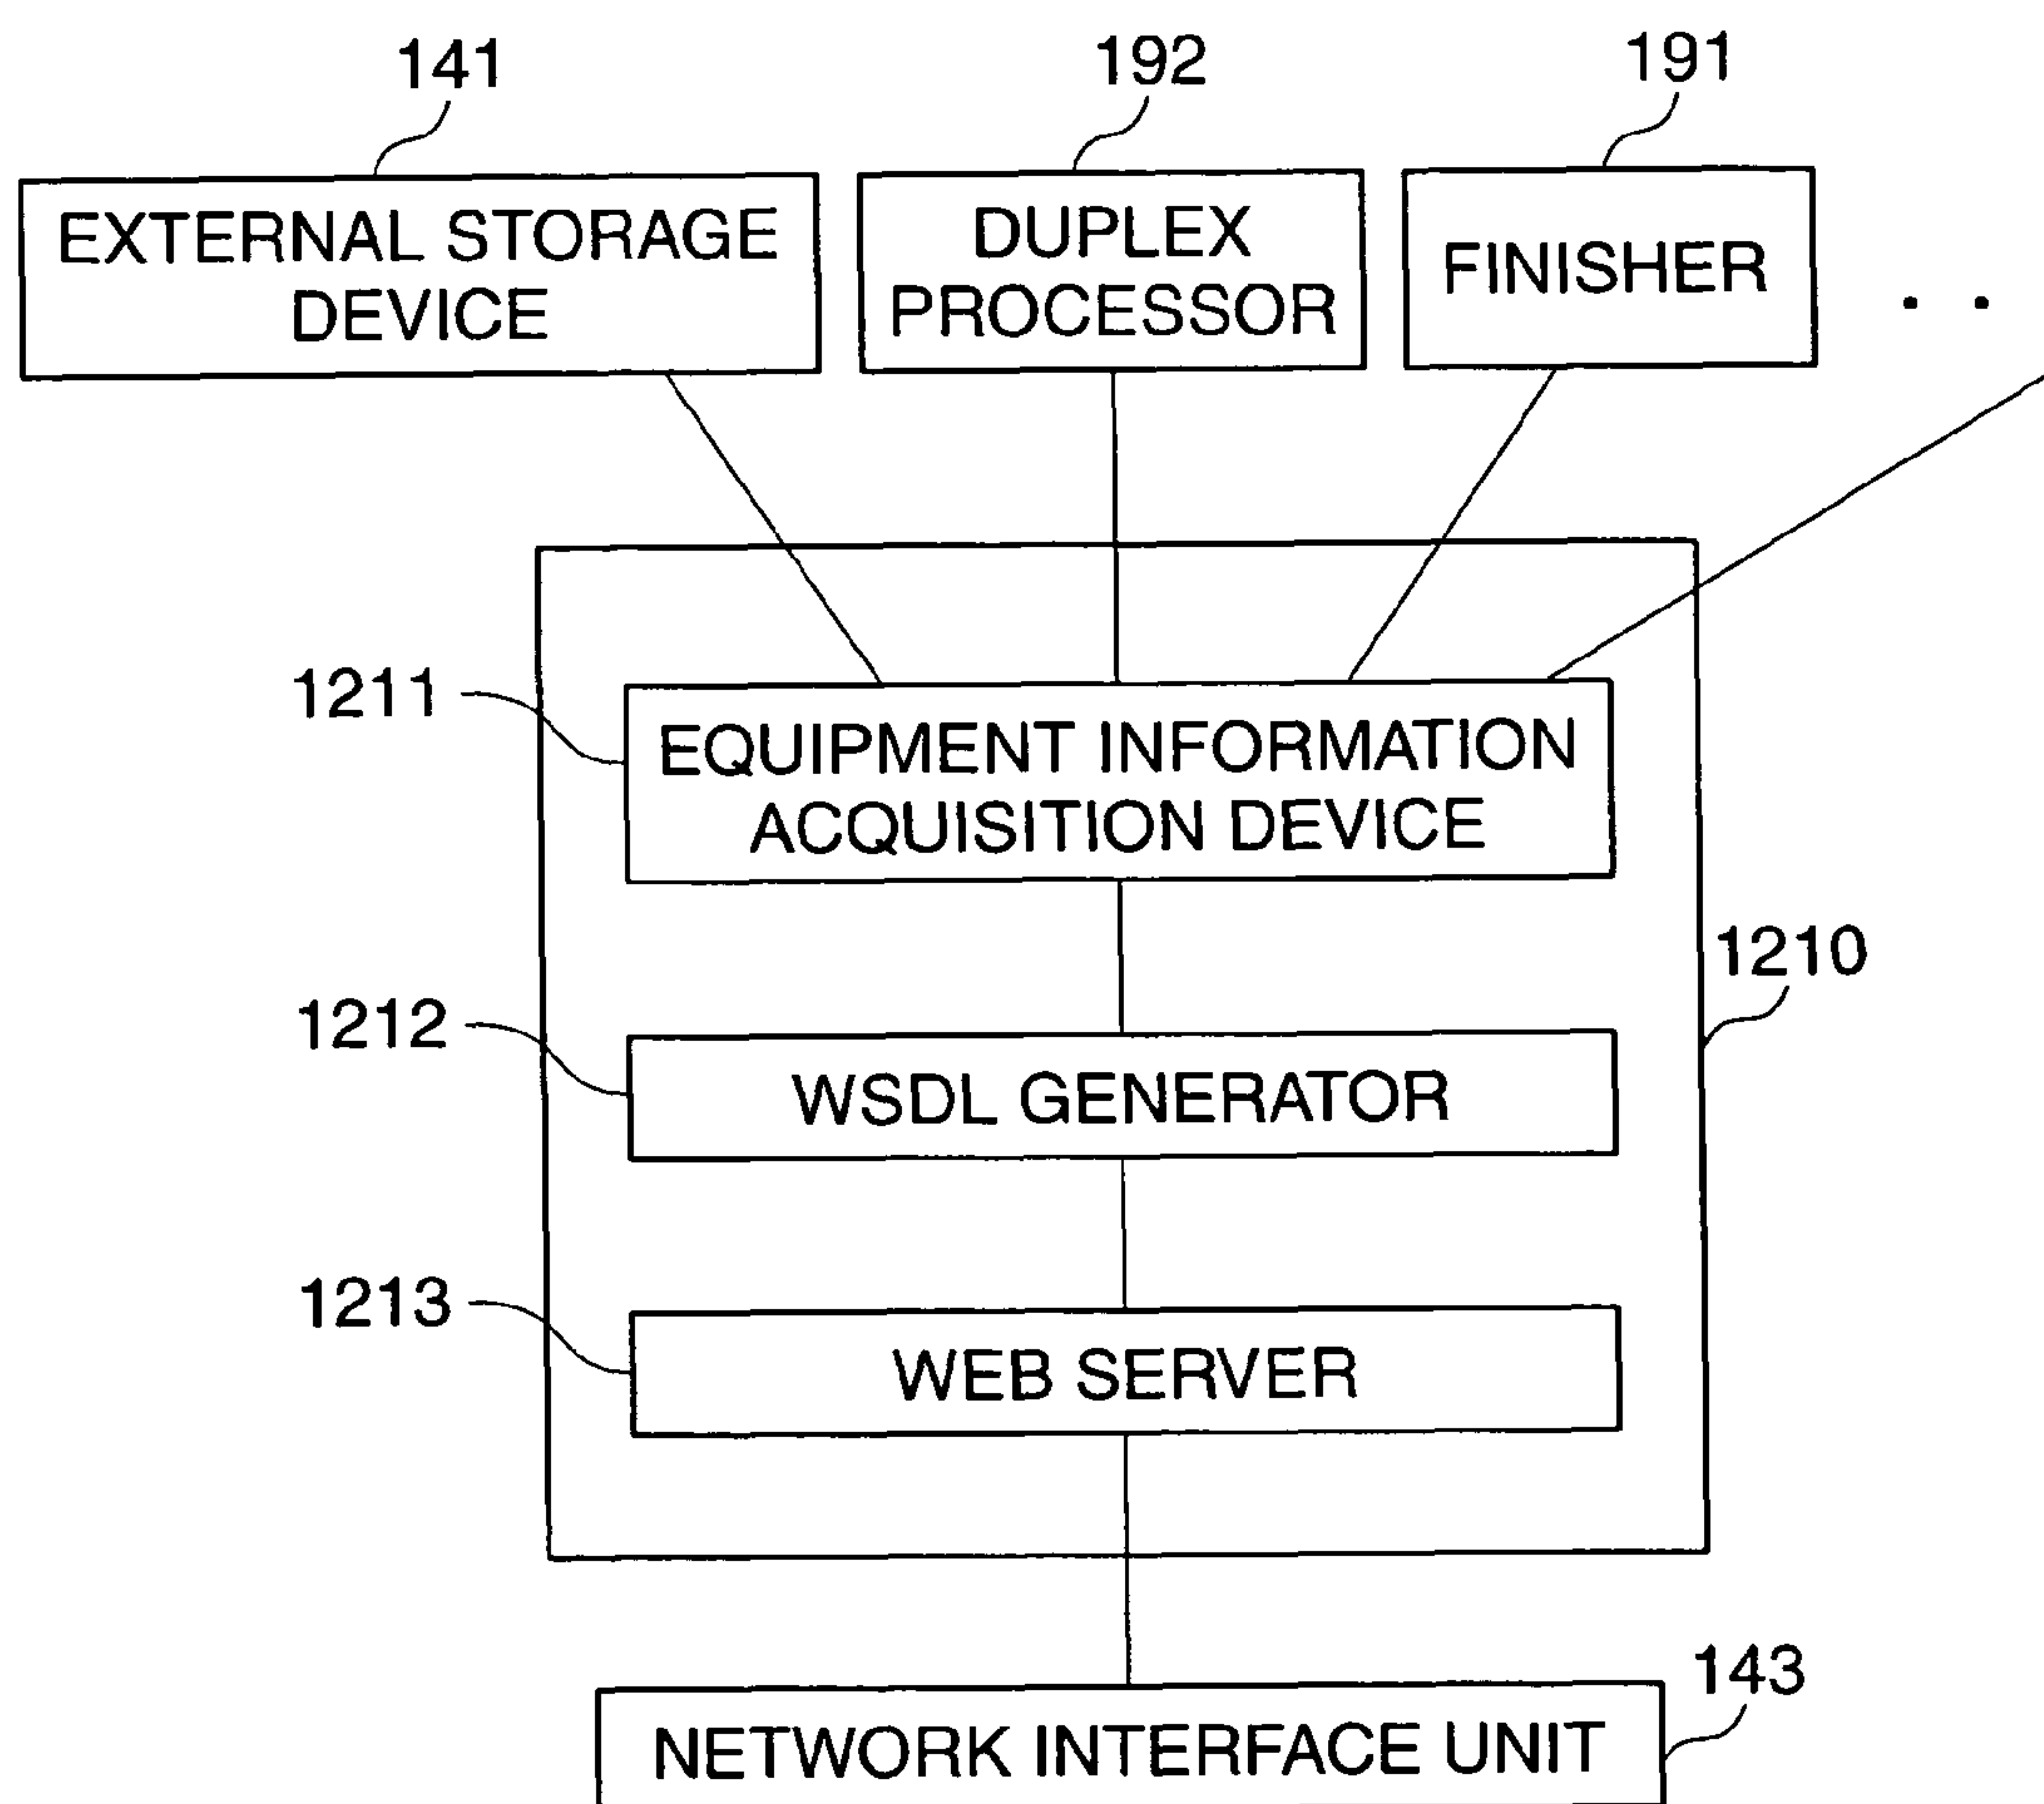 141
192
191
EXTERNAL STORAGE
DEVICE
DUPLEX
PROCESSOR
FINISHER
. .
1211
EQUIPMENT INFORMATION
ACQUISITION DEVICE
1210
1212
WSDL GENERATOR
1213
WEB SERVER
143
NETWORK INTERFACE UNIT